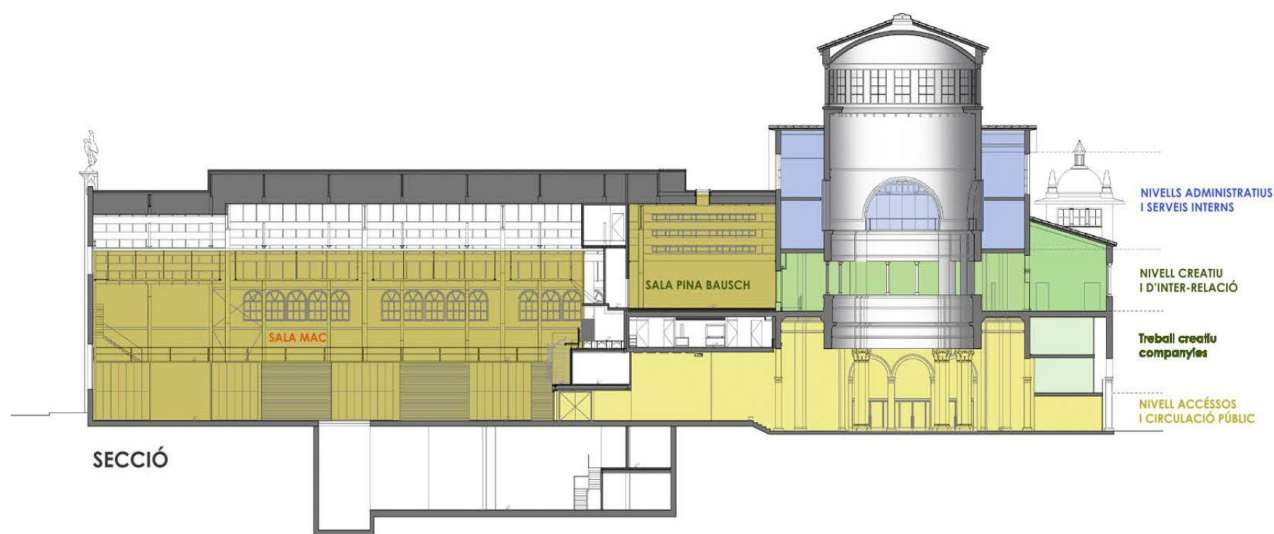 NIVELLS ADMINISTRATIUS
I SERVEIS INTERNS
SALA PINA BAUSCH
NIVELL CREATIU
I D'INTER-RELACIÓ
SALA MAC
Treball creatiu
companyies
NIVELL ACCÉSSOS
I CIRCULACIÓ PÚBLIC
SECCIÓ